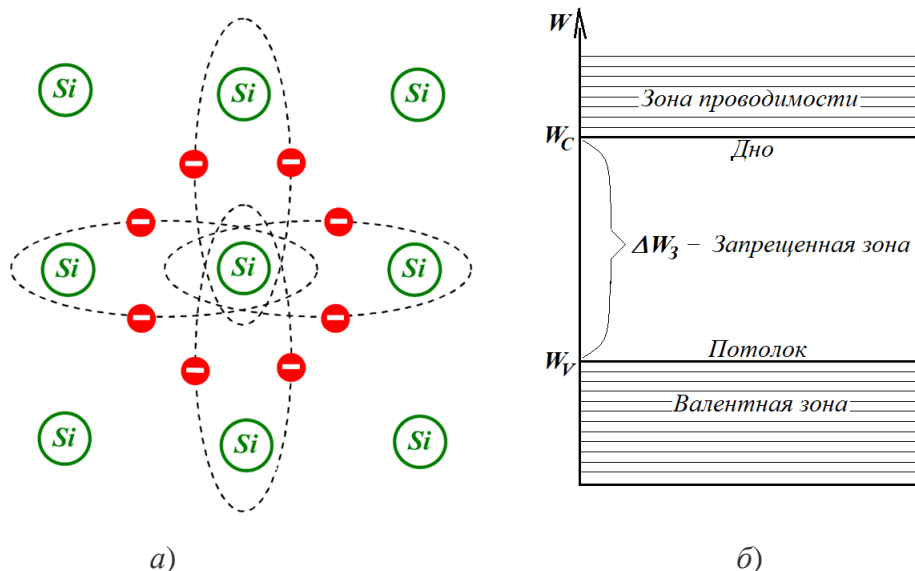 Si Si Si
Si Si Si
Si Si Si
а)
W
Зона проводимости
W_C
Дно
ΔW_З – Запрещенная зона
Потолок
W_V
Валентная зона
б)